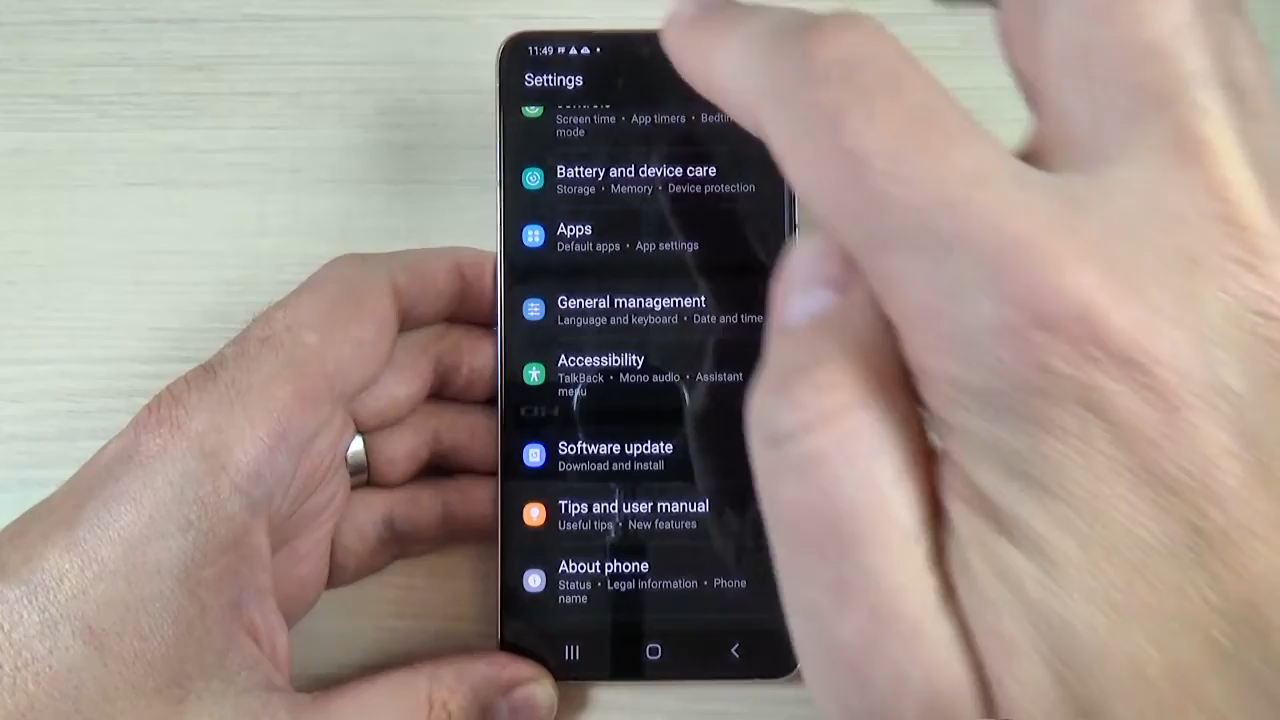 11:49
Settings
Screen time • App timers •
mode
Battery and device care
Storage • Memory • Device protection
Apps
Default apps • App settings
General management
Language and keyboard • Date and time
Accessibility
TalkBack • Mono audio • Assistant
menu
Software update
Download and install
Tips and user manual
Useful tips • New features
About phone
Status • Legal information • Phone
name